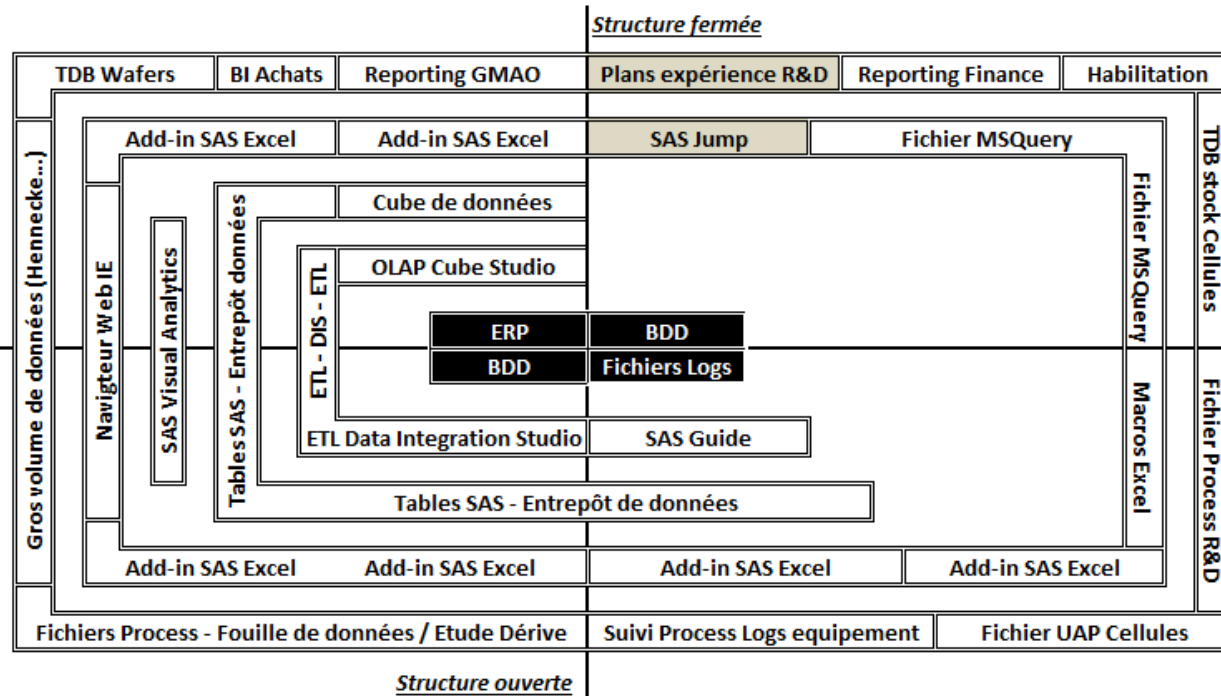 Structure fermée
TDB Wafers
BI Achats
Reporting GMAO
Plans expérience R&D
Reporting Finance
Habilitation
Add-in SAS Excel
Add-in SAS Excel
SAS Jump
Fichier MSQuery
Cube de données
OLAP Cube Studio
ERP
BDD
BDD
Fichiers Logs
Gros volume de données (Hennecke...)
Navigteur Web IE
SAS Visual Analytics
Tables SAS - Entrepôt données
ETL - DIS - ETL
Fichier MSQuery
TDB stock Cellules
Macros Excel
Fichier Process R&D
ETL Data Integration Studio
SAS Guide
Tables SAS - Entrepôt de données
Add-in SAS Excel
Add-in SAS Excel
Add-in SAS Excel
Add-in SAS Excel
Fichiers Process - Fouille de données / Etude Dérive
Suivi Process Logs equipement
Fichier UAP Cellules
Structure ouverte